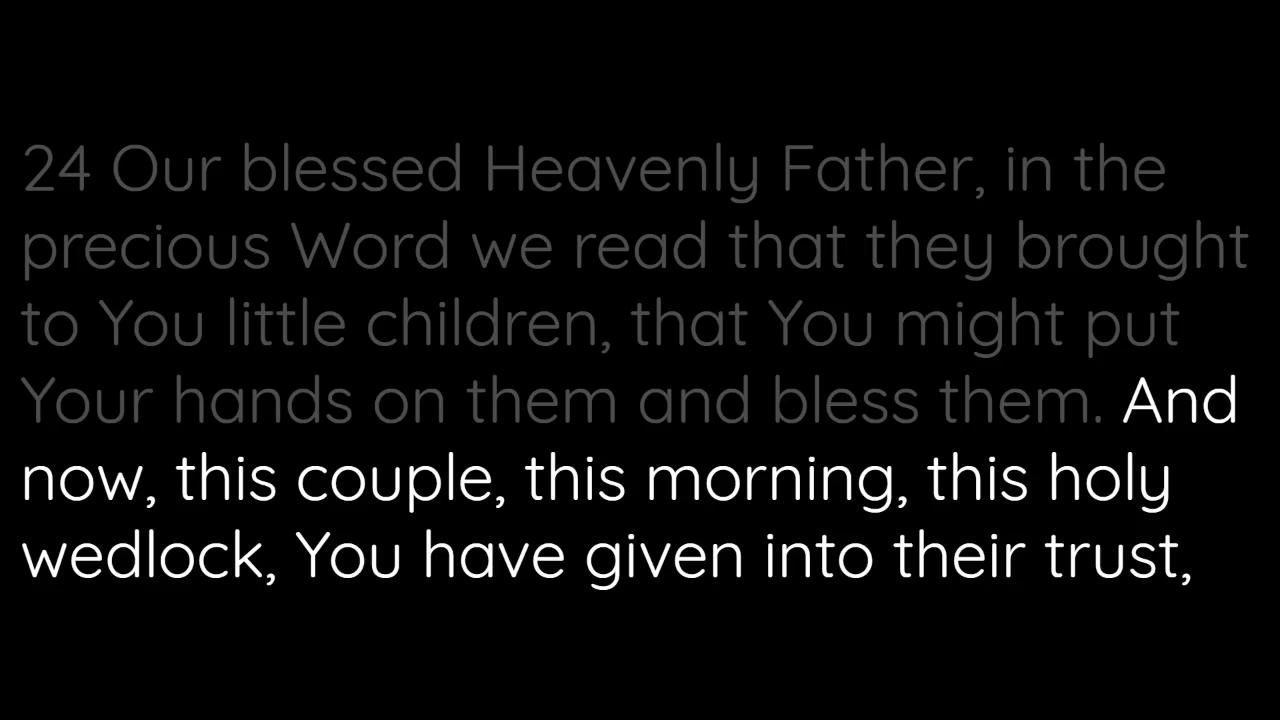 24 Our blessed Heavenly Father, in the
precious Word we read that they brought
to You little children, that You might put
Your hands on them and bless them. And
now, this couple, this morning, this holy
wedlock, You have given into their trust,